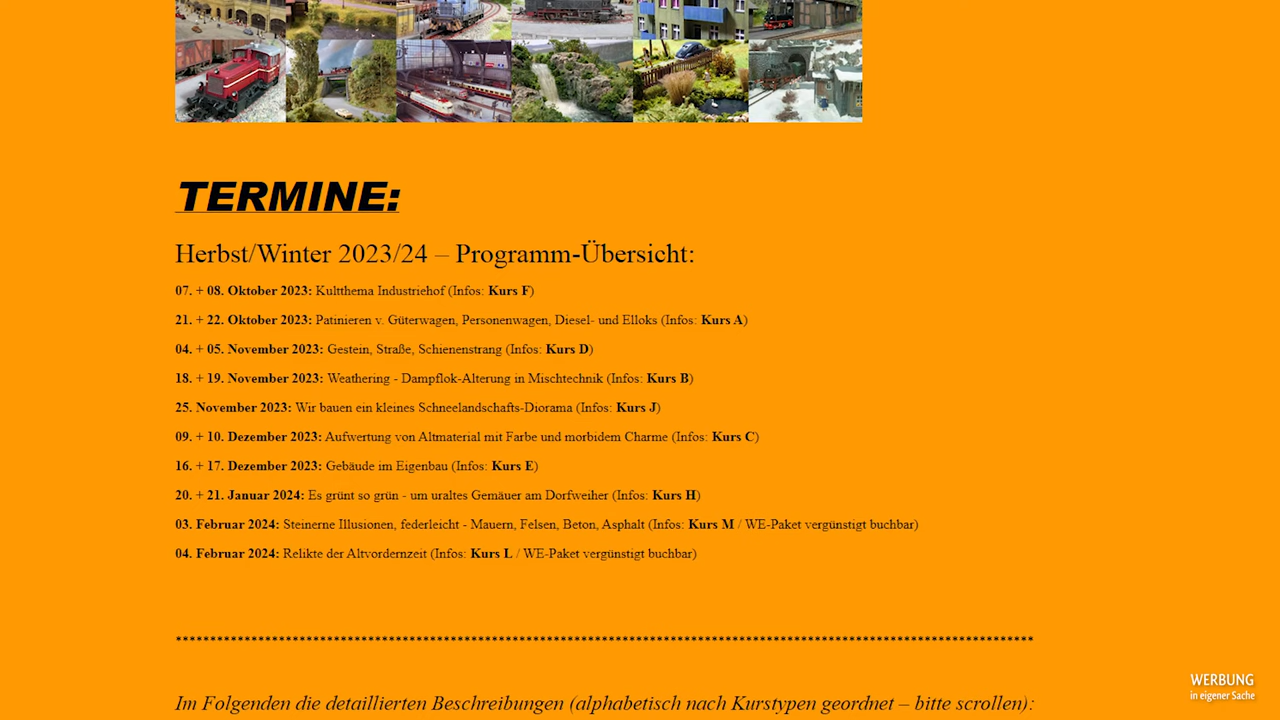 TERMINE:
Herbst/Winter 2023/24 – Programm-Übersicht:
07. + 08. Oktober 2023: Kultthema Industriehof (Infos: Kurs F)
21. + 22. Oktober 2023: Patinieren v. Güterwagen, Personenwagen, Diesel- und Elloks (Infos: Kurs A)
04. + 05. November 2023: Gestein, Straße, Schienenstrang (Infos: Kurs D)
18. + 19. November 2023: Weathering - Dampflok-Alterung in Mischtechnik (Infos: Kurs B)
25. November 2023: Wir bauen ein kleines Schneelandschafts-Diorama (Infos: Kurs J)
09. + 10. Dezember 2023: Aufwertung von Altmaterial mit Farbe und morbidem Charme (Infos: Kurs C)
16. + 17. Dezember 2023: Gebäude im Eigenbau (Infos: Kurs E)
20. + 21. Januar 2024: Es grünt so grün - um uraltes Gemäuer am Dorfweiher (Infos: Kurs H)
03. Februar 2024: Steinerne Illusionen, federleicht - Mauern, Felsen, Beton, Asphalt (Infos: Kurs M / WE-Paket vergünstigt buchbar)
04. Februar 2024: Relikte der Altvordernzeit (Infos: Kurs L / WE-Paket vergünstigt buchbar)
******************************************************************************************************************************
WERBUNG
in eigener Sache
Im Folgenden die detaillierten Beschreibungen (alphabetisch nach Kurstypen geordnet – bitte scrollen):